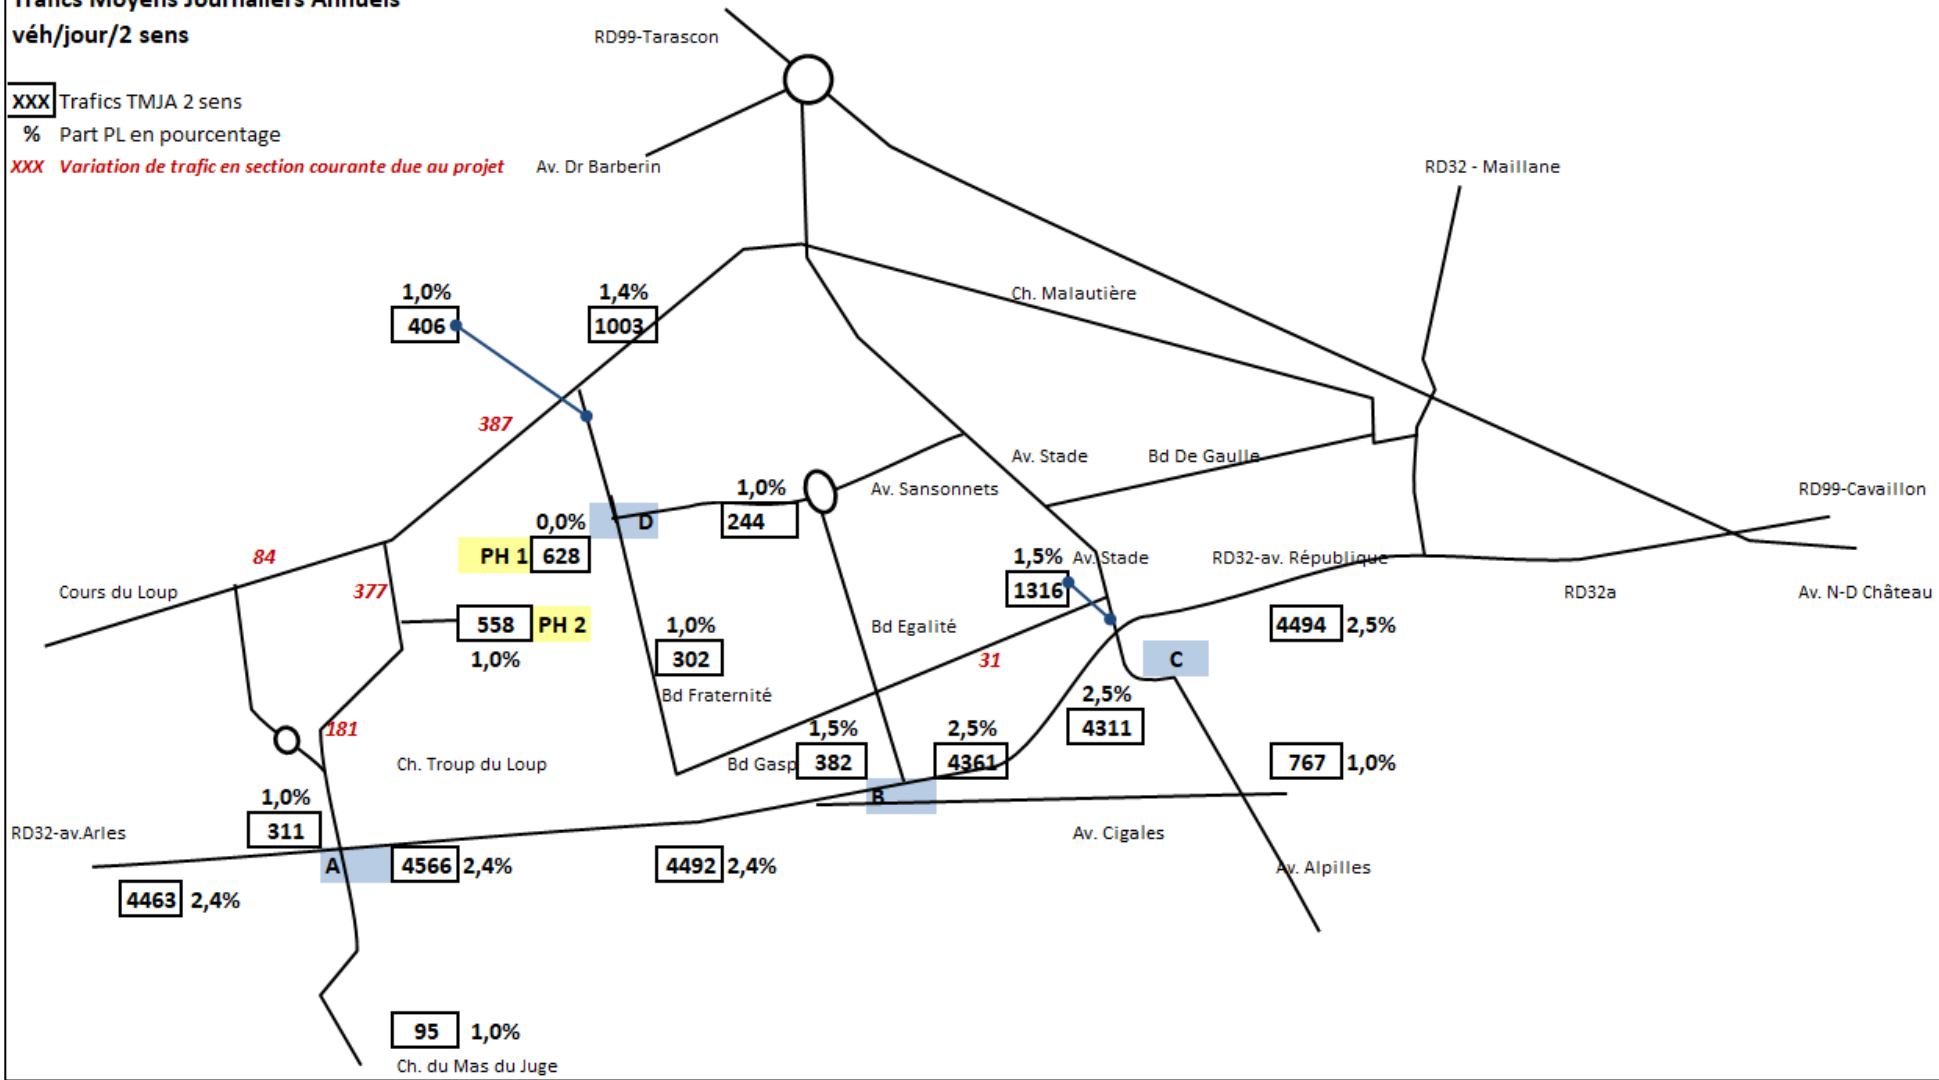 Trafics Moyens Journaliers Annuels
véh/jour/2 sens
RD99-Tarascon
XXX Trafics TMJA 2 sens
% Part PL en pourcentage
XXX Variation de trafic en section courante due au projet
Av. Dr Barberin
RD32 - Maillane
1,0%
406
1,4%
1003
Ch. Malautière
387
Av. Stade
Bd De Gaulle
1,0%
244
Av. Sansonnets
RD99-Cavaillon
0,0%
D
PH 1 628
84
Cours du Loup
377
1,5%
1316
Av. Stade
RD32-av. République
RD32a
Av. N-D Château
558 PH 2
1,0%
1,0%
302
Bd Fraternité
Bd Egalité
31
4494 2,5%
C
2,5%
4311
181
Ch. Troup du Loup
Bd Gasp
1,5%
382
2,5%
4361
767 1,0%
B
1,0%
311
RD32-av.Arles
Av. Cigales
A
4566 2,4%
4492 2,4%
Av. Alpilles
4463 2,4%
95 1,0%
Ch. du Mas du Juge